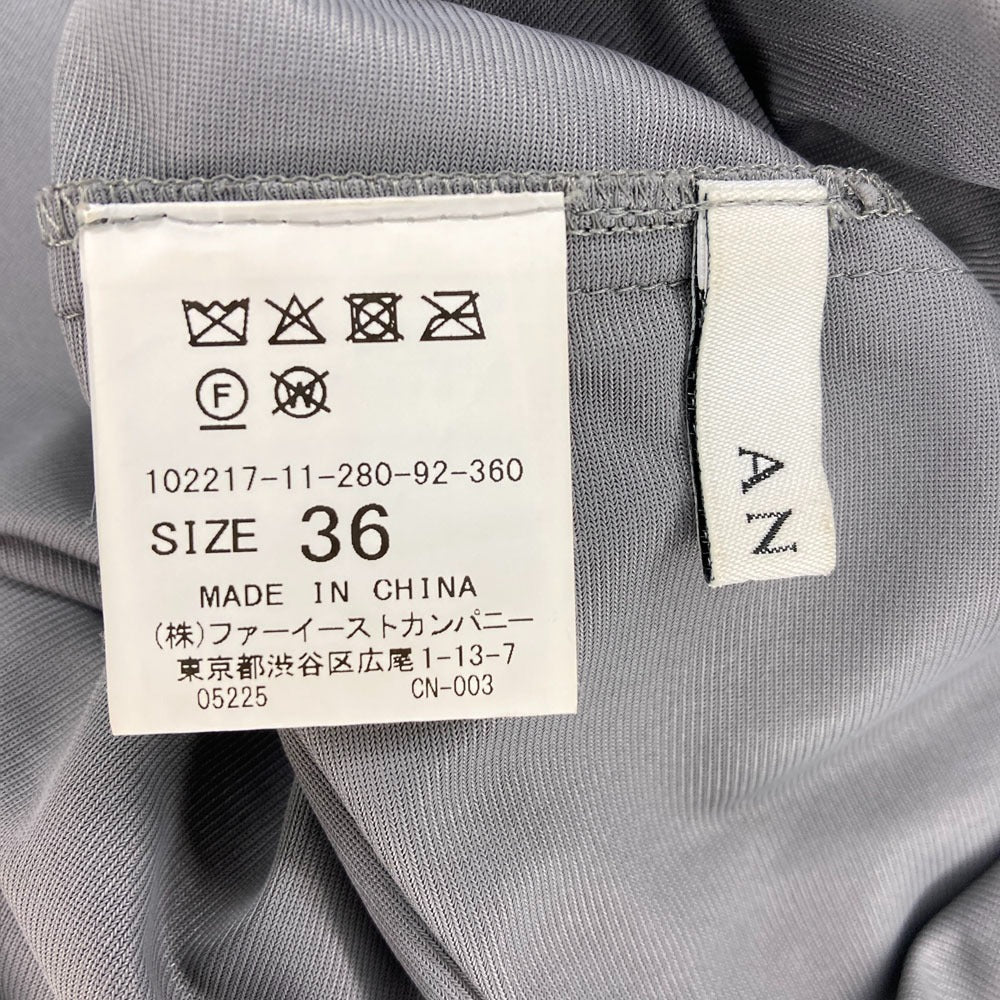 F
W
102217-11-280-92-360
SIZE 36
MADE IN CHINA
(株)ファーイーストカンパニー
東京都渋谷区広尾1-13-7
05225 CN-003
AN